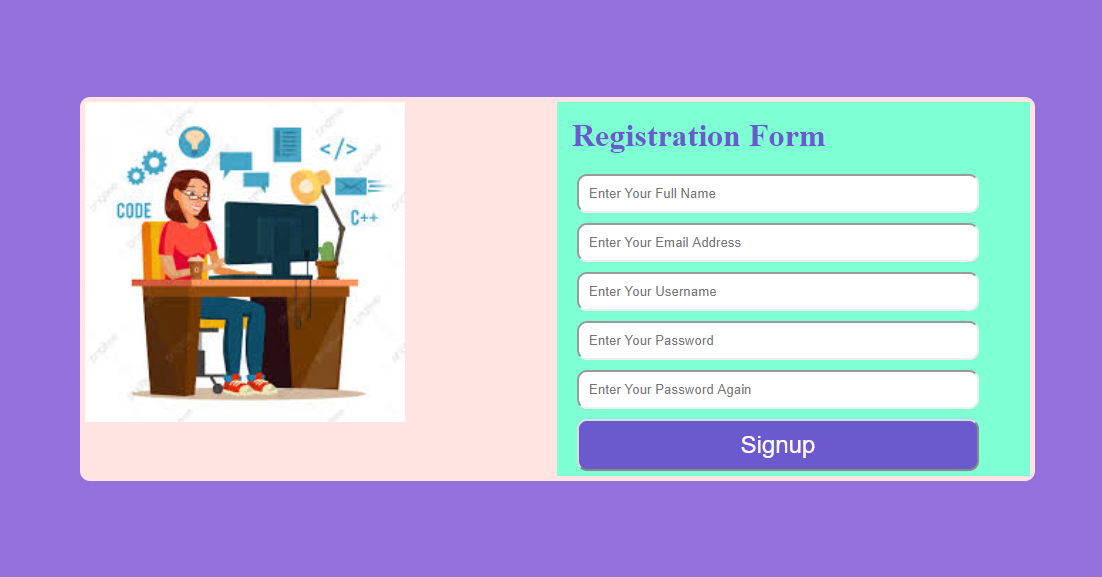 CODE
</>
C++
Registration Form
Enter Your Full Name
Enter Your Email Address
Enter Your Username
Enter Your Password
Enter Your Password Again
Signup